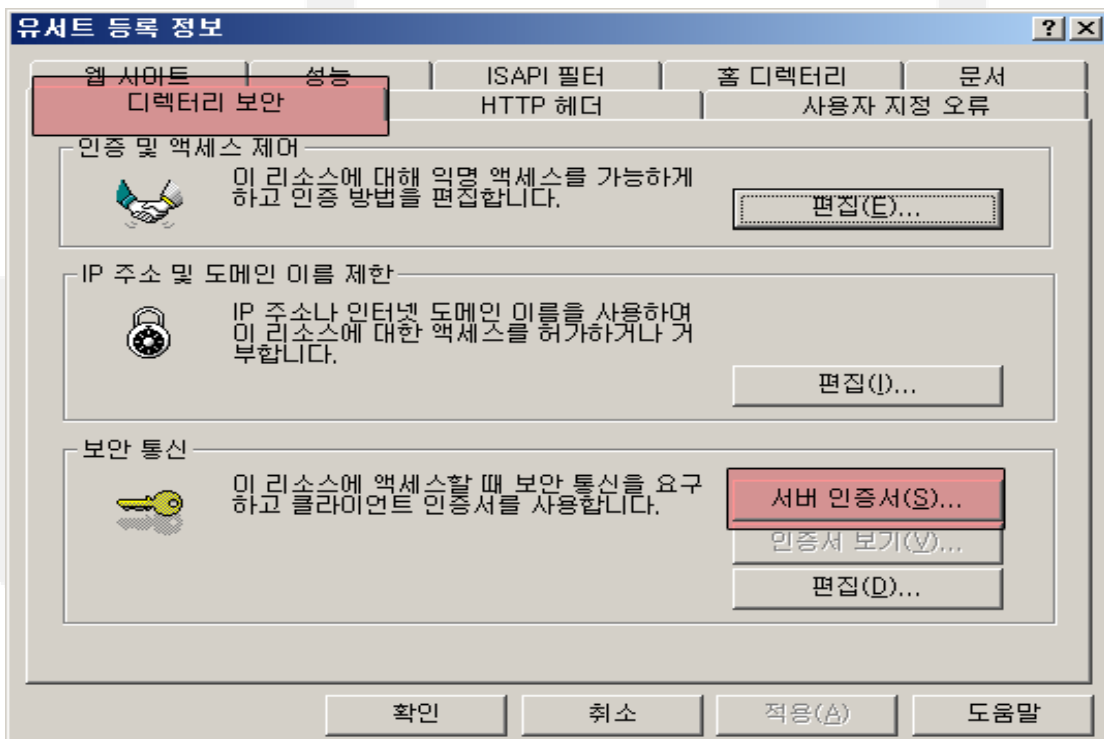 유서트 등록 정보
웹 사이트 성능 ISAPI 필터 홈 디렉터리 문서
디렉터리 보안 HTTP 헤더 사용자 지정 오류
인증 및 액세스 제어
이 리소스에 대해 익명 액세스를 가능하게
하고 인증 방법을 편집합니다.
편집(E)...
IP 주소 및 도메인 이름 제한
IP 주소나 인터넷 도메인 이름을 사용하여
이 리소스에 대한 액세스를 허가하거나 거
부합니다.
편집(I)...
보안 통신
이 리소스에 액세스할 때 보안 통신을 요구
하고 클라이언트 인증서를 사용합니다.
서버 인증서(S)...
인증서 보기(V)...
편집(D)...
확인 취소 적용(A) 도움말